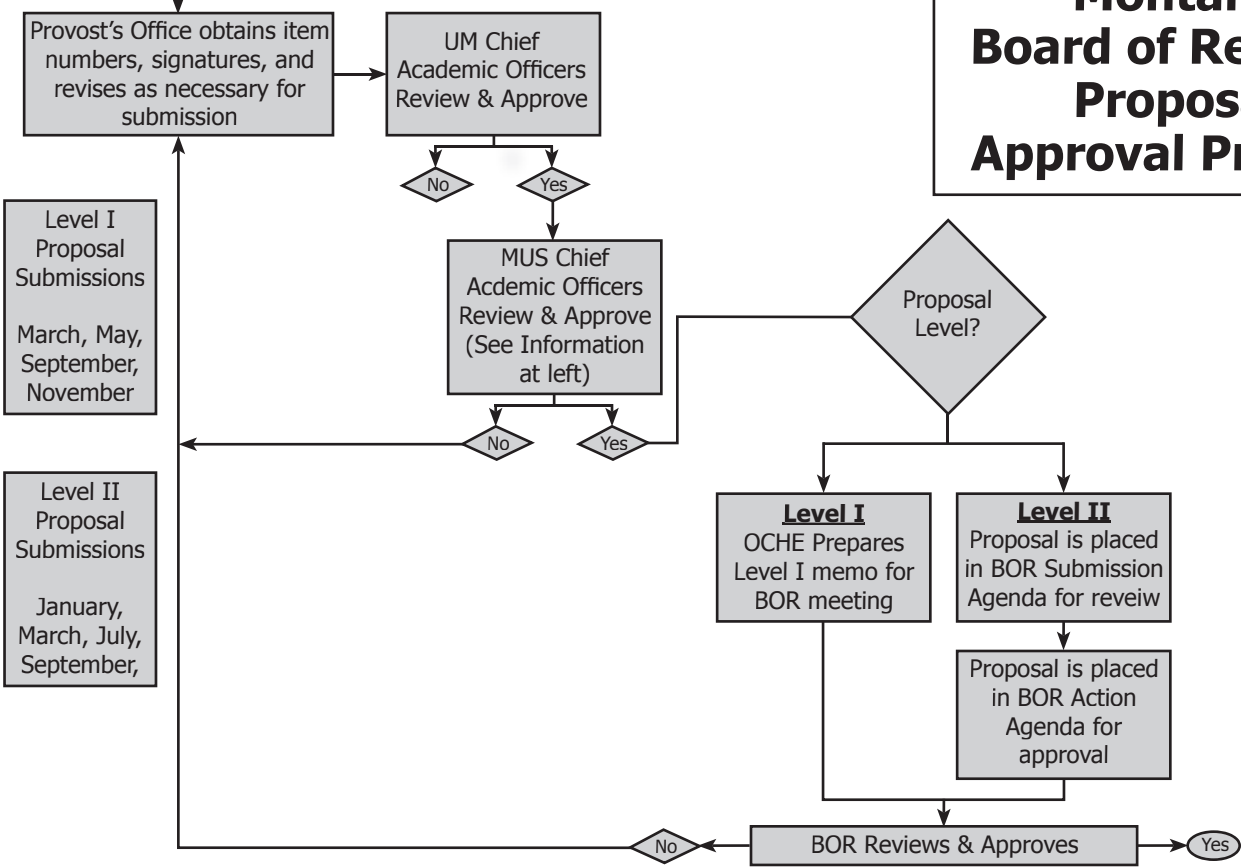 Provost’s Office obtains item
numbers, signatures, and
revises as necessary for
submission
UM Chief
Academic Officers
Review & Approve
Board of Re
Propos
Approval Pr
No
Yes
Level I
Proposal
Submissions
March, May,
September,
November
MUS Chief
Acdemic Officers
Review & Approve
(See Information
at left)
Proposal
Level?
No
Yes
Level II
Proposal
Submissions
January,
March, July,
September,
Level I
OCHE Prepares
Level I memo for
BOR meeting
Level II
Proposal is placed
in BOR Submission
Agenda for reveiw
Proposal is placed
in BOR Action
Agenda for
approval
No
BOR Reviews & Approves
Yes